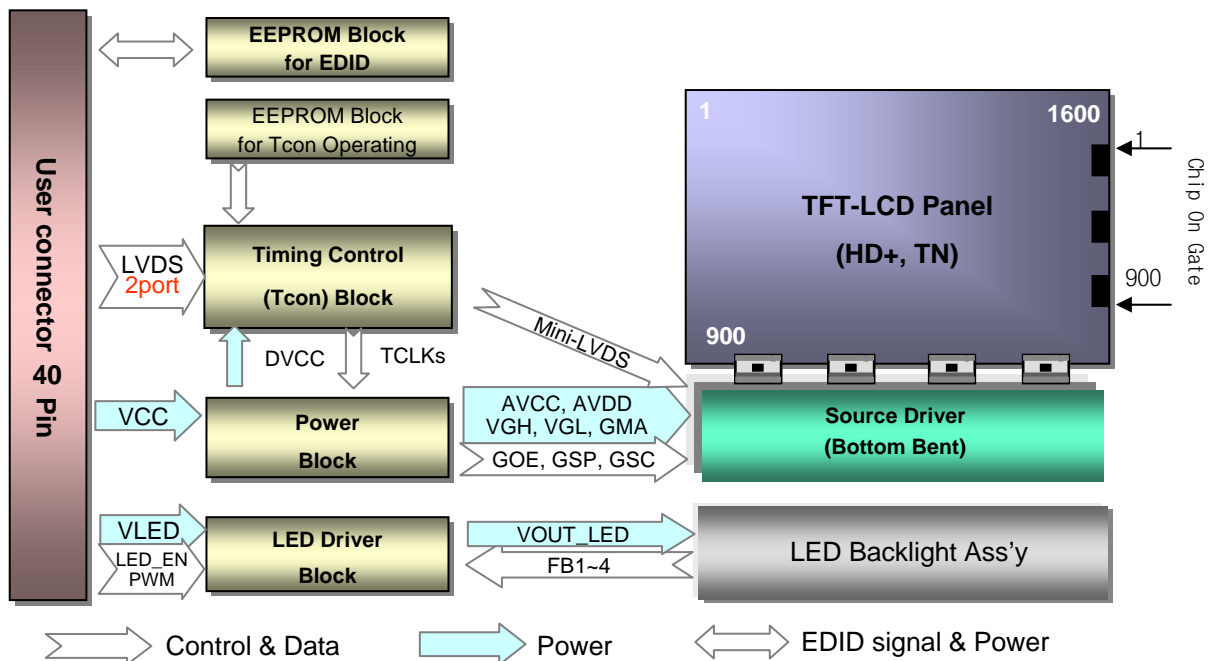 EEPROM Block
for EDID
EEPROM Block
for Tcon Operating
User connector 40
Pin
LVDS
2port
Timing Control
(Tcon) Block
DVCC
TCLKs
Mini-LVDS
1
1600
TFT-LCD Panel
(HD+, TN)
900
1
Chip On Gate
900
VCC
Power
Block
AVCC, AVDD
VGH, VGL, GMA
GOE, GSP, GSC
Source Driver
(Bottom Bent)
VLED
LED_EN
PWM
LED Driver
Block
VOUT_LED
FB1~4
LED Backlight Ass'y
Control & Data
Power
EDID signal & Power